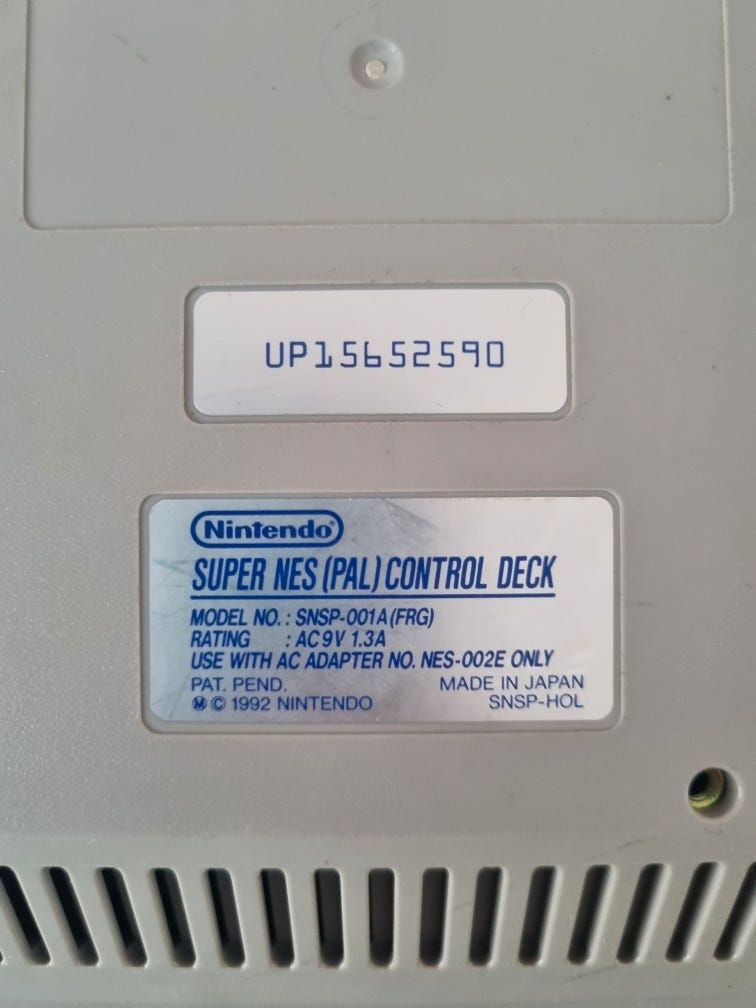 UP15652590
Nintendo®
SUPER NES (PAL) CONTROL DECK
MODEL NO. : SNSP-001A (FRG)
RATING : AC 9V 1.3A
USE WITH AC ADAPTER NO. NES-002E ONLY
PAT. PEND. MADE IN JAPAN
Ⓜ © 1992 NINTENDO SNSP-HOL